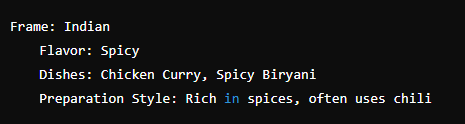 Frame: Indian
Flavor: Spicy
Dishes: Chicken Curry, Spicy Biryani
Preparation Style: Rich in spices, often uses chili